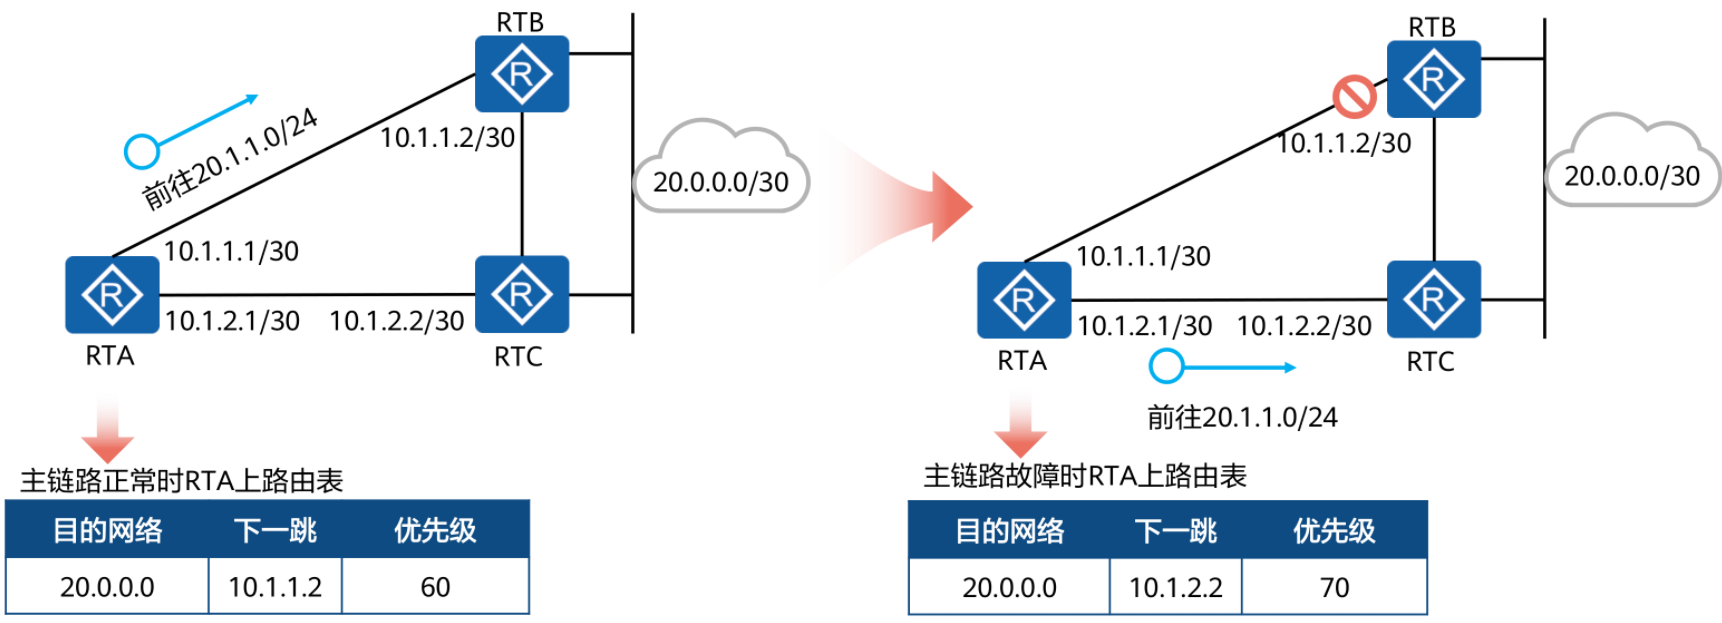 RTB
R
前往20.1.1.0/24
10.1.1.2/30
20.0.0.0/30
10.1.1.1/30
R
R
10.1.2.1/30
10.1.2.2/30
RTA
RTC
主链路正常时RTA上路由表
目的网络 下一跳 优先级
20.0.0.0 10.1.1.2 60
RTB
R
10.1.1.2/30
20.0.0.0/30
10.1.1.1/30
R
R
10.1.2.1/30
10.1.2.2/30
RTA
RTC
前往20.1.1.0/24
主链路故障时RTA上路由表
目的网络 下一跳 优先级
20.0.0.0 10.1.2.2 70